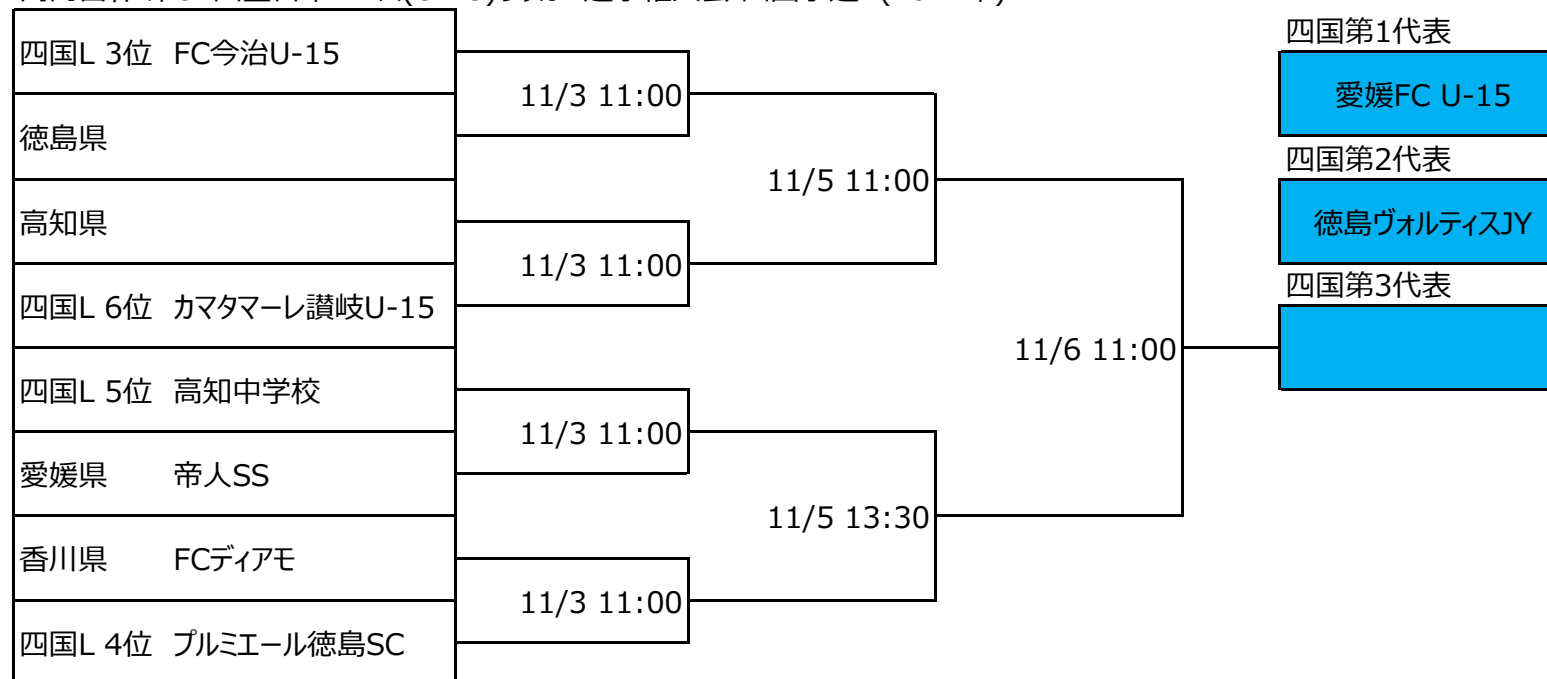 四国第1代表
四国L 3位 FC今治U-15
11/3 11:00
愛媛FC U-15
徳島県
四国第2代表
11/5 11:00
高知県
徳島ヴォルティスJY
11/3 11:00
四国第3代表
四国L 6位 カマタマーレ讃岐U-15
11/6 11:00
四国L 5位 高知中学校
11/3 11:00
愛媛県 帝人SS
11/5 13:30
香川県 FCディアモ
11/3 11:00
四国L 4位 プルミエール徳島SC